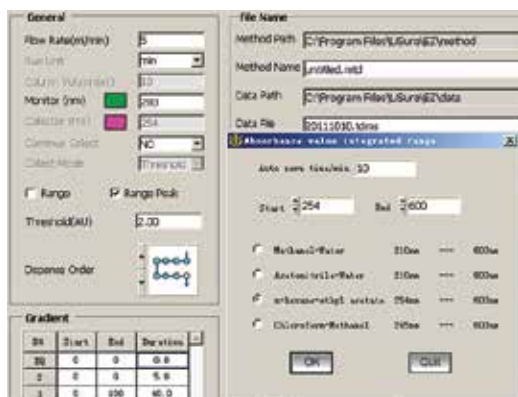 General
Flow Rate(ml/min) 5
Run Unit min
Column Volume(ml) 10
Monitor (nm) 280
Collector (nm) 254
Continue Collect NO
Collect Mode Threshold
Range Range Peak
Threshold(AU) 2.00
Dispense Order
Gradient
Start End Duration
0 0 0.0
2 0 0 5.0
3 0 100 60.0
File Name
Method Path C:\Program Files\LiSure\EZ\method
Method Name untitled.mtd
Data Path C:\Program Files\LiSure\EZ\data
Data File 20111010.tdms
Absorbance value integrated range
Auto zero time/min 10
Start 254 End 600
Methanol-Water 210nm --- 600nm
Acetonitrile-Water 210nm --- 600nm
n-hexane-ethyl acetate 254nm --- 600nm
Chloroform-Methanol 245nm --- 600nm
OK